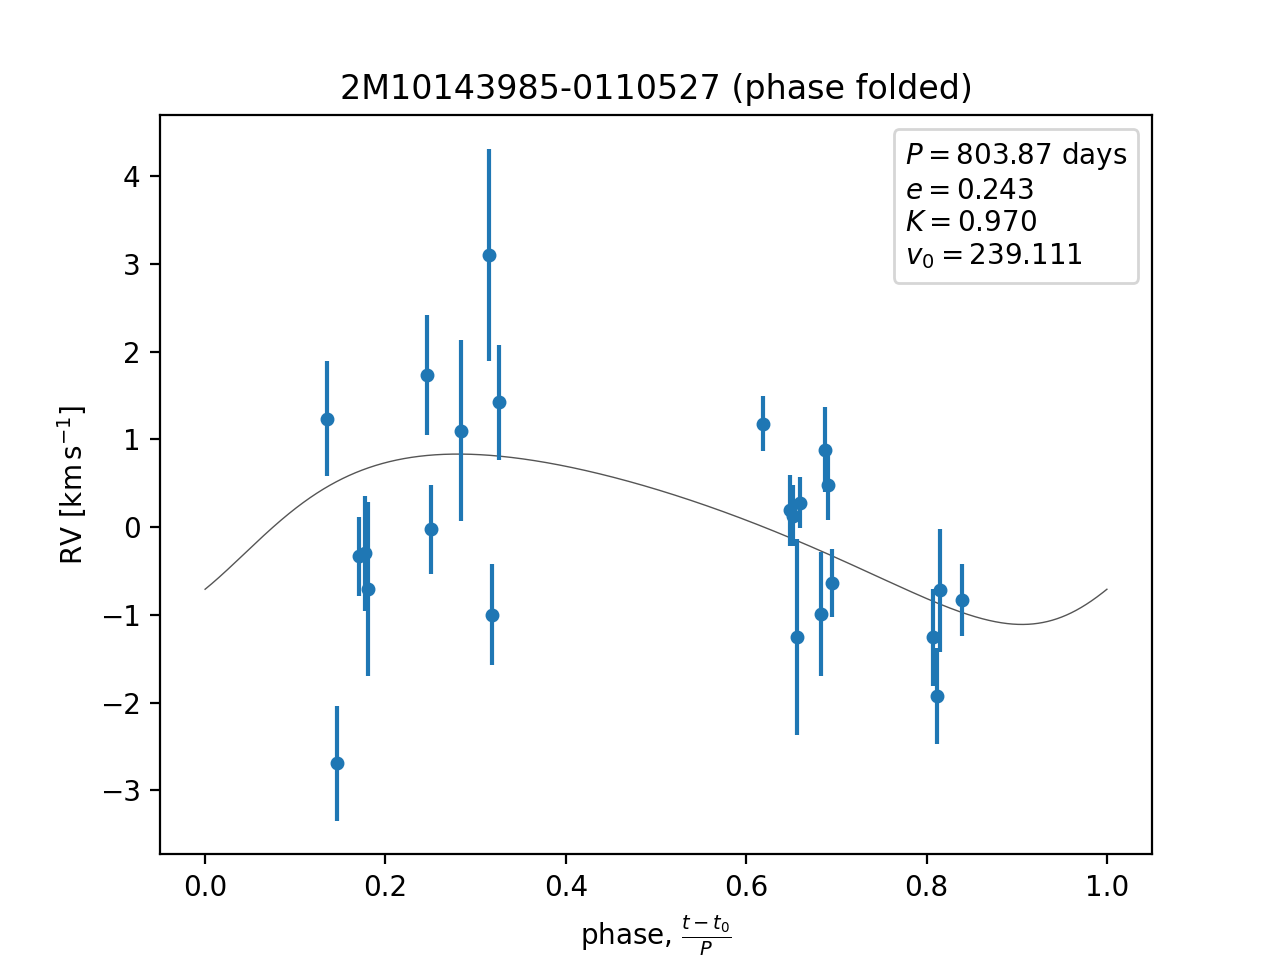 2M10143985-0110527 (phase folded)
P = 803.87 days
e = 0.243
K = 0.970
v₀ = 239.111
4
3
2
1
0
−1
−2
−3
RV [km s⁻¹]
0.0 0.2 0.4 0.6 0.8 1.0
phase, (t − t₀)/P